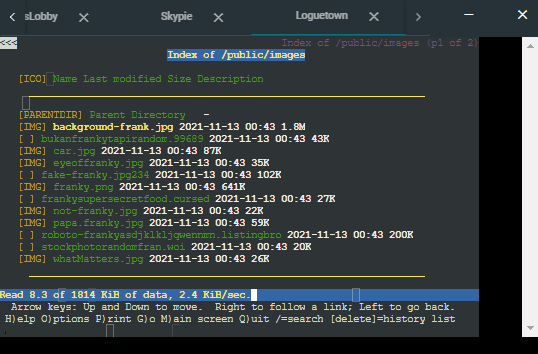 sLobby Skypie Loguetown
<<< Index of /public/images (p1 of 2)
Index of /public/images
[ICO] Name Last modified Size Description
[PARENTDIR] Parent Directory -
[IMG] background-frank.jpg 2021-11-13 00:43 1.8M
[ ] bukanfrankytapirandom.99689 2021-11-13 00:43 43K
[IMG] car.jpg 2021-11-13 00:43 87K
[IMG] eyeoffranky.jpg 2021-11-13 00:43 35K
[ ] fake-franky.jpg234 2021-11-13 00:43 102K
[IMG] franky.png 2021-11-13 00:43 641K
[ ] frankysupersecretfood.cursed 2021-11-13 00:43 27K
[IMG] not-franky.jpg 2021-11-13 00:43 22K
[IMG] papa.franky.jpg 2021-11-13 00:43 59K
[ ] roboto-frankyasdjklkljqwenmnm.listingbro 2021-11-13 00:43 200K
[ ] stockphotorandomfran.woi 2021-11-13 00:43 20K
[IMG] whatMatters.jpg 2021-11-13 00:43 26K
Read 8.3 of 1814 KiB of data, 2.4 KiB/sec.
Arrow keys: Up and Down to move. Right to follow a link; Left to go back.
H)elp O)ptions P)rint G)o M)ain screen Q)uit /=search [delete]=history list